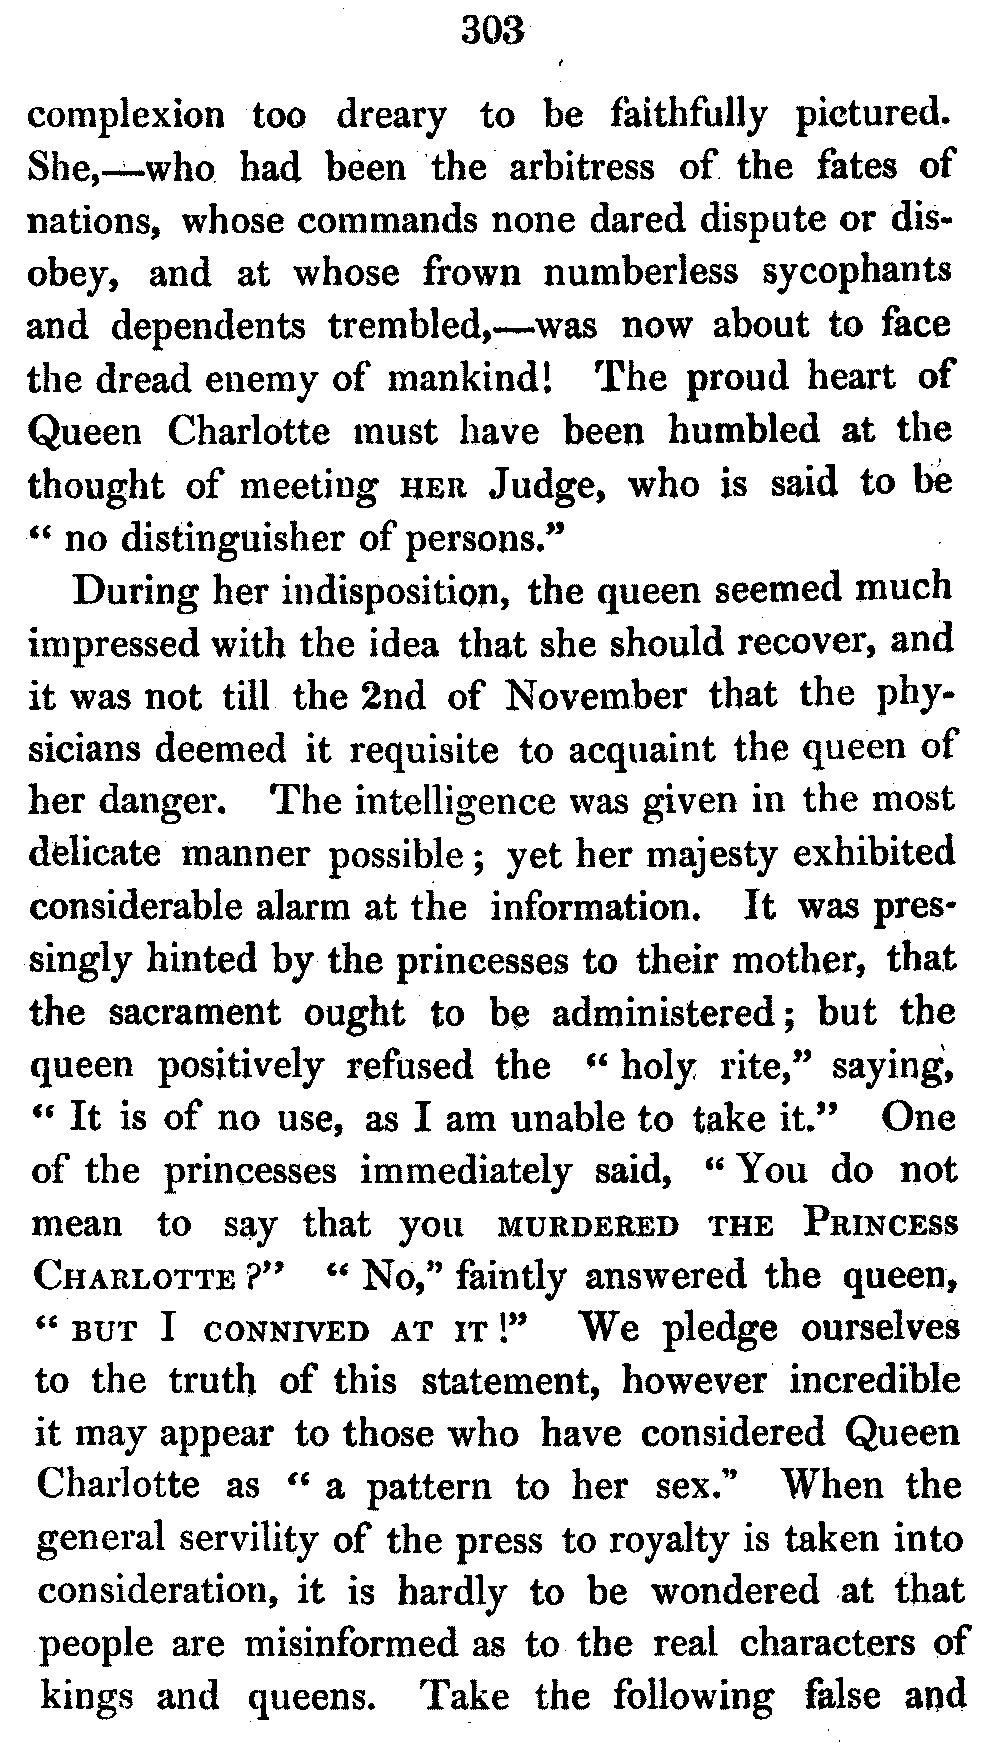 303
complexion too dreary to be faithfully pictured.
She,—who had been the arbitress of the fates of
nations, whose commands none dared dispute or dis-
obey, and at whose frown numberless sycophants
and dependents trembled,—was now about to face
the dread enemy of mankind! The proud heart of
Queen Charlotte must have been humbled at the
thought of meeting HER Judge, who is said to be
“ no distinguisher of persons.”
During her indisposition, the queen seemed much
impressed with the idea that she should recover, and
it was not till the 2nd of November that the phy-
sicians deemed it requisite to acquaint the queen of
her danger. The intelligence was given in the most
delicate manner possible; yet her majesty exhibited
considerable alarm at the information. It was pres-
singly hinted by the princesses to their mother, that
the sacrament ought to be administered; but the
queen positively refused the “ holy rite,” saying,
“ It is of no use, as I am unable to take it.” One
of the princesses immediately said, “ You do not
mean to say that you MURDERED THE PRINCESS
CHARLOTTE ?” “ No,” faintly answered the queen,
“ BUT I CONNIVED AT IT !” We pledge ourselves
to the truth of this statement, however incredible
it may appear to those who have considered Queen
Charlotte as “ a pattern to her sex.” When the
general servility of the press to royalty is taken into
consideration, it is hardly to be wondered at that
people are misinformed as to the real characters of
kings and queens. Take the following false and